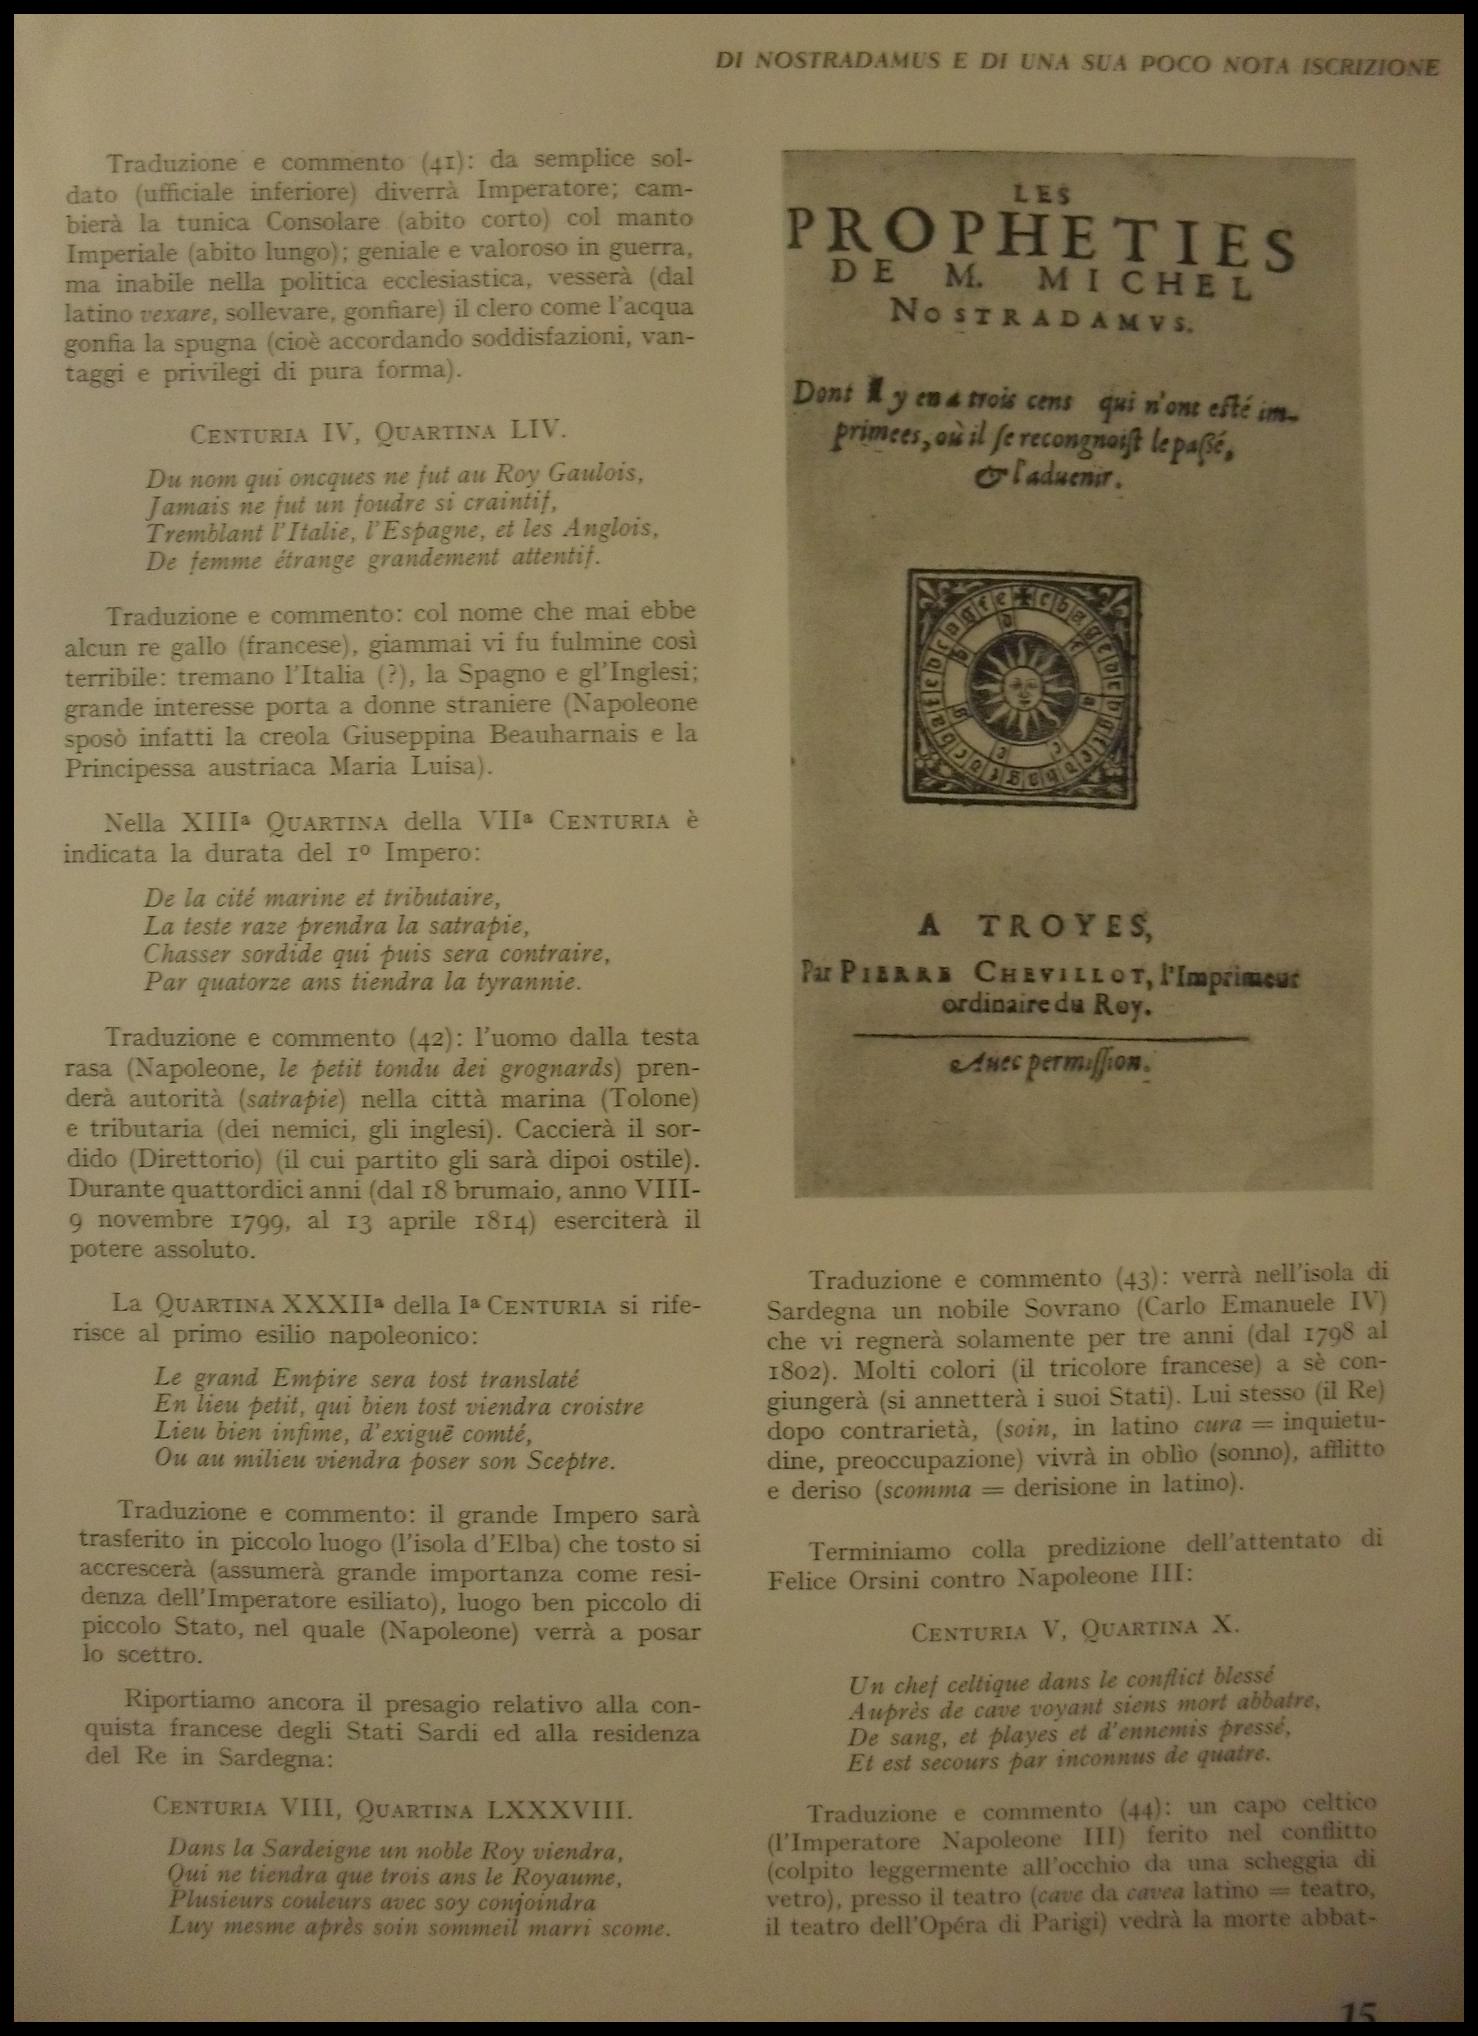 DI NOSTRADAMUS E DI UNA SUA POCO NOTA ISCRIZIONE
Traduzione e commento (41): da semplice sol-
dato (ufficiale inferiore) diverrà Imperatore; cam-
bierà la tunica Consolare (abito corto) col manto
Imperiale (abito lungo); geniale e valoroso in guerra,
ma inabile nella politica ecclesiastica, vesserà (dal
latino vexare, sollevare, gonfiare) il clero come l'acqua
gonfia la spugna (cioè accordando soddisfazioni, van-
taggi e privilegi di pura forma).
CENTURIA IV, QUARTINA LIV.
Du nom qui oncques ne fut au Roy Gaulois,
Jamais ne fut un foudre si craintif,
Tremblant l'Italie, l'Espagne, et les Anglois,
De femme étrange grandement attentif.
Traduzione e commento: col nome che mai ebbe
alcun re gallo (francese), giammai vi fu fulmine così
terribile: tremano l'Italia (?), la Spagno e gl'Inglesi;
grande interesse porta a donne straniere (Napoleone
sposò infatti la creola Giuseppina Beauharnais e la
Principessa austriaca Maria Luisa).
Nella XIIIª QUARTINA della VIIª CENTURIA è
indicata la durata del 1º Impero:
De la cité marine et tributaire,
La teste raze prendra la satrapie,
Chasser sordide qui puis sera contraire,
Par quatorze ans tiendra la tyrannie.
Traduzione e commento (42): l'uomo dalla testa
rasa (Napoleone, le petit tondu dei grognards) pren-
derà autorità (satrapie) nella città marina (Tolone)
e tributaria (dei nemici, gli inglesi). Caccierà il sor-
dido (Direttorio) (il cui partito gli sarà dipoi ostile).
Durante quattordici anni (dal 18 brumaio, anno VIII-
9 novembre 1799, al 13 aprile 1814) eserciterà il
potere assoluto.
La QUARTINA XXXIIª della Iª CENTURIA si rife-
risce al primo esilio napoleonico:
Le grand Empire sera tost translaté
En lieu petit, qui bien tost viendra croistre
Lieu bien infime, d'exiguë comté,
Ou au milieu viendra poser son Sceptre.
Traduzione e commento: il grande Impero sarà
trasferito in piccolo luogo (l'isola d'Elba) che tosto si
accrescerà (assumerà grande importanza come resi-
denza dell'Imperatore esiliato), luogo ben piccolo di
piccolo Stato, nel quale (Napoleone) verrà a posar
lo scettro.
Riportiamo ancora il presagio relativo alla con-
quista francese degli Stati Sardi ed alla residenza
del Re in Sardegna:
CENTURIA VIII, QUARTINA LXXXVIII.
Dans la Sardeigne un noble Roy viendra,
Qui ne tiendra que trois ans le Royaume,
Plusieurs couleurs avec soy conjoindra
Luy mesme après soin sommeil marri scome.
LES
PROPHETIES
DE M. MICHEL
NOSTRADAMVS.
Dont il y en a trois cens qui n'ont esté im-
primees, où il se recongnoist le passé,
& l'aduenir.
A TROYES,
Par PIERRE CHEVILLOT, l'Imprimeur
ordinaire du Roy.
Auec permission.
Traduzione e commento (43): verrà nell'isola di
Sardegna un nobile Sovrano (Carlo Emanuele IV)
che vi regnerà solamente per tre anni (dal 1798 al
1802). Molti colori (il tricolore francese) a sè con-
giungerà (si annetterà i suoi Stati). Lui stesso (il Re)
dopo contrarietà, (soin, in latino cura = inquietu-
dine, preoccupazione) vivrà in oblìo (sonno), afflitto
e deriso (scomma = derisione in latino).
Terminiamo colla predizione dell'attentato di
Felice Orsini contro Napoleone III:
CENTURIA V, QUARTINA X.
Un chef celtique dans le conflict blessé
Auprès de cave voyant siens mort abbatre,
De sang, et playes et d'ennemis pressé,
Et est secours par inconnus de quatre.
Traduzione e commento (44): un capo celtico
(l'Imperatore Napoleone III) ferito nel conflitto
(colpito leggermente all'occhio da una scheggia di
vetro), presso il teatro (cave da cavea latino = teatro,
il teatro dell'Opéra di Parigi) vedrà la morte abbat-
15